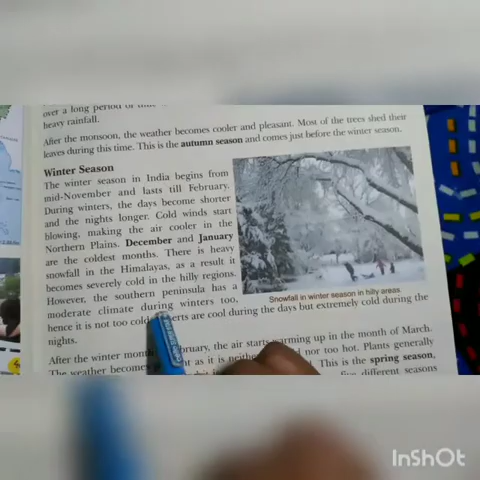 over a long period of
heavy rainfall.
After the monsoon, the weather becomes cooler and pleasant. Most of the trees shed their
leaves during this time. This is the autumn season and comes just before the winter season.
Winter Season
The winter season in India begins from
mid-November and lasts till February.
During winters, the days become shorter
and the nights longer. Cold winds start
blowing, making the air cooler in the
Northern Plains. December and January
are the coldest months. There is heavy
snowfall in the Himalayas, as a result it
becomes severely cold in the hilly regions.
However, the southern peninsula has a
moderate climate during winters too,
hence it is not too cold are cool during the days but extremely cold during the
nights.
Snowfall in winter season in hilly areas
After the winter the air starts warming up in the month of March.
The weather becomes as it is nor too hot. Plants generally
This is the spring season,
different seasons
InShOt